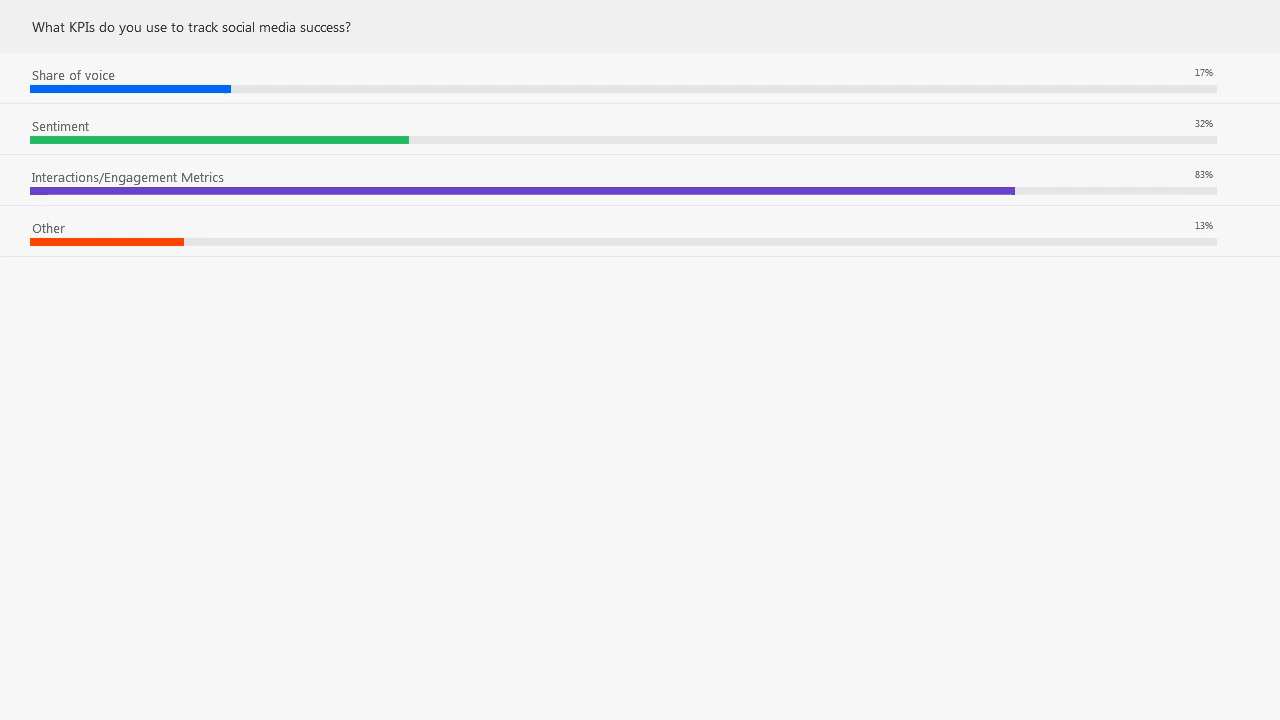 What KPIs do you use to track social media success?
Share of voice
17%
Sentiment
32%
Interactions/Engagement Metrics
83%
Other
13%